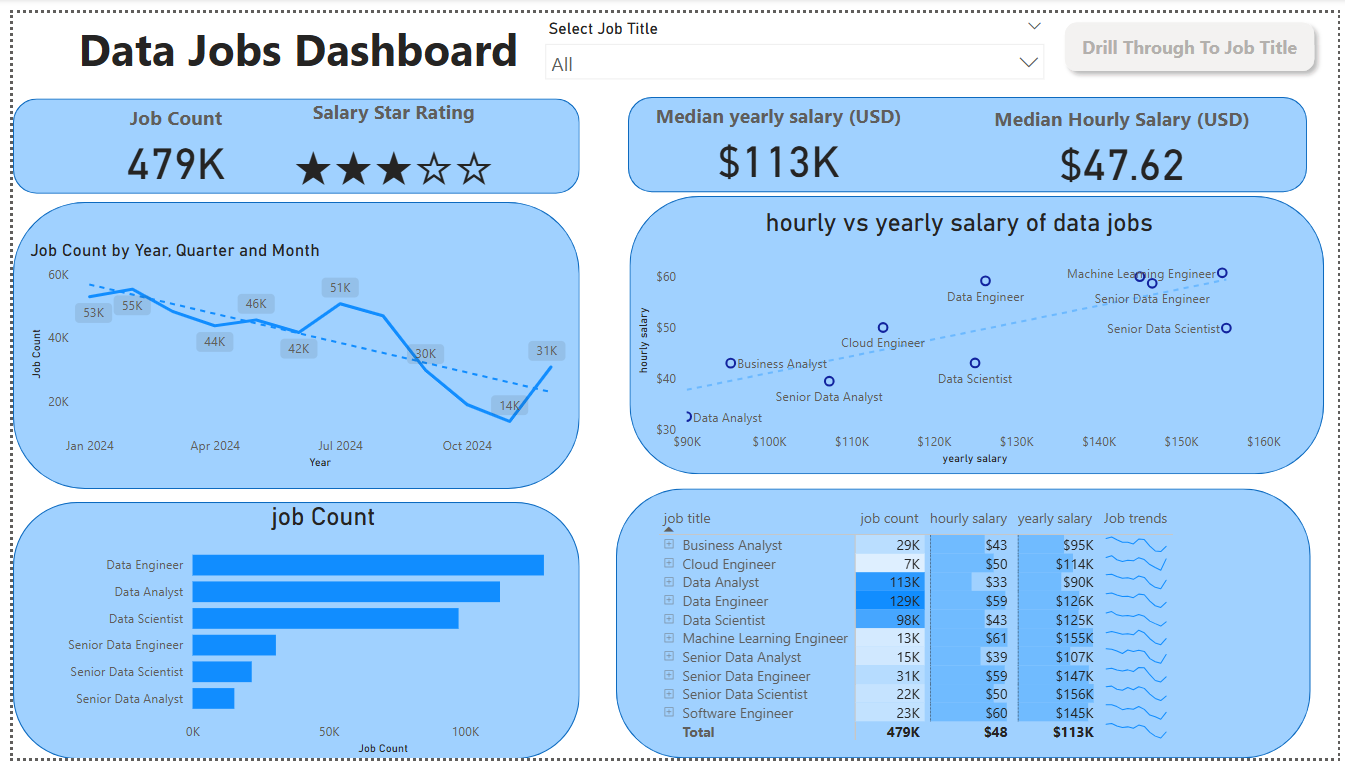 Data Jobs Dashboard
Select Job Title
All
Drill Through To Job Title
Job Count
479K
Salary Star Rating
★★★☆☆
Median yearly salary (USD)
$113K
Median Hourly Salary (USD)
$47.62
Job Count by Year, Quarter and Month
60K
40K
20K
Job Count
53K
55K
44K
46K
42K
51K
30K
14K
31K
Jan 2024
Apr 2024
Jul 2024
Oct 2024
Year
hourly vs yearly salary of data jobs
$60
$50
$40
$30
hourly salary
Machine Learning Engineer
Data Engineer
Senior Data Engineer
Senior Data Scientist
Cloud Engineer
Business Analyst
Data Scientist
Senior Data Analyst
Data Analyst
$90K
$100K
$110K
$120K
$130K
$140K
$150K
$160K
yearly salary
job Count
Data Engineer
Data Analyst
Data Scientist
Senior Data Engineer
Senior Data Scientist
Senior Data Analyst
0K
50K
100K
Job Count
job title job count hourly salary yearly salary Job trends
Business Analyst 29K $43 $95K
Cloud Engineer 7K $50 $114K
Data Analyst 113K $33 $90K
Data Engineer 129K $59 $126K
Data Scientist 98K $43 $125K
Machine Learning Engineer 13K $61 $155K
Senior Data Analyst 15K $39 $107K
Senior Data Engineer 31K $59 $147K
Senior Data Scientist 22K $50 $156K
Software Engineer 23K $60 $145K
Total 479K $48 $113K